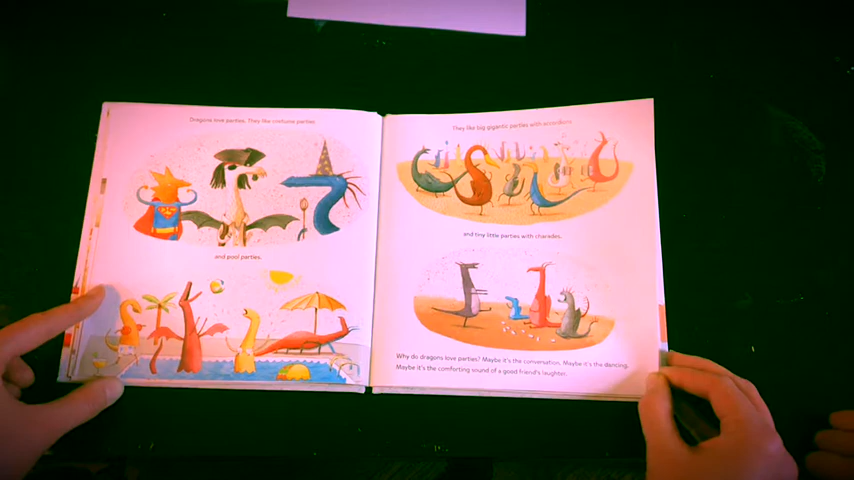 Dragons love parties. They like costume parties,
and pool parties.
They like big gigantic parties with accordions,
and tiny little parties with charades.
Why do dragons love parties? Maybe it's the conversation. Maybe it's the dancing.
Maybe it's the comforting sound of a good friend's laughter.